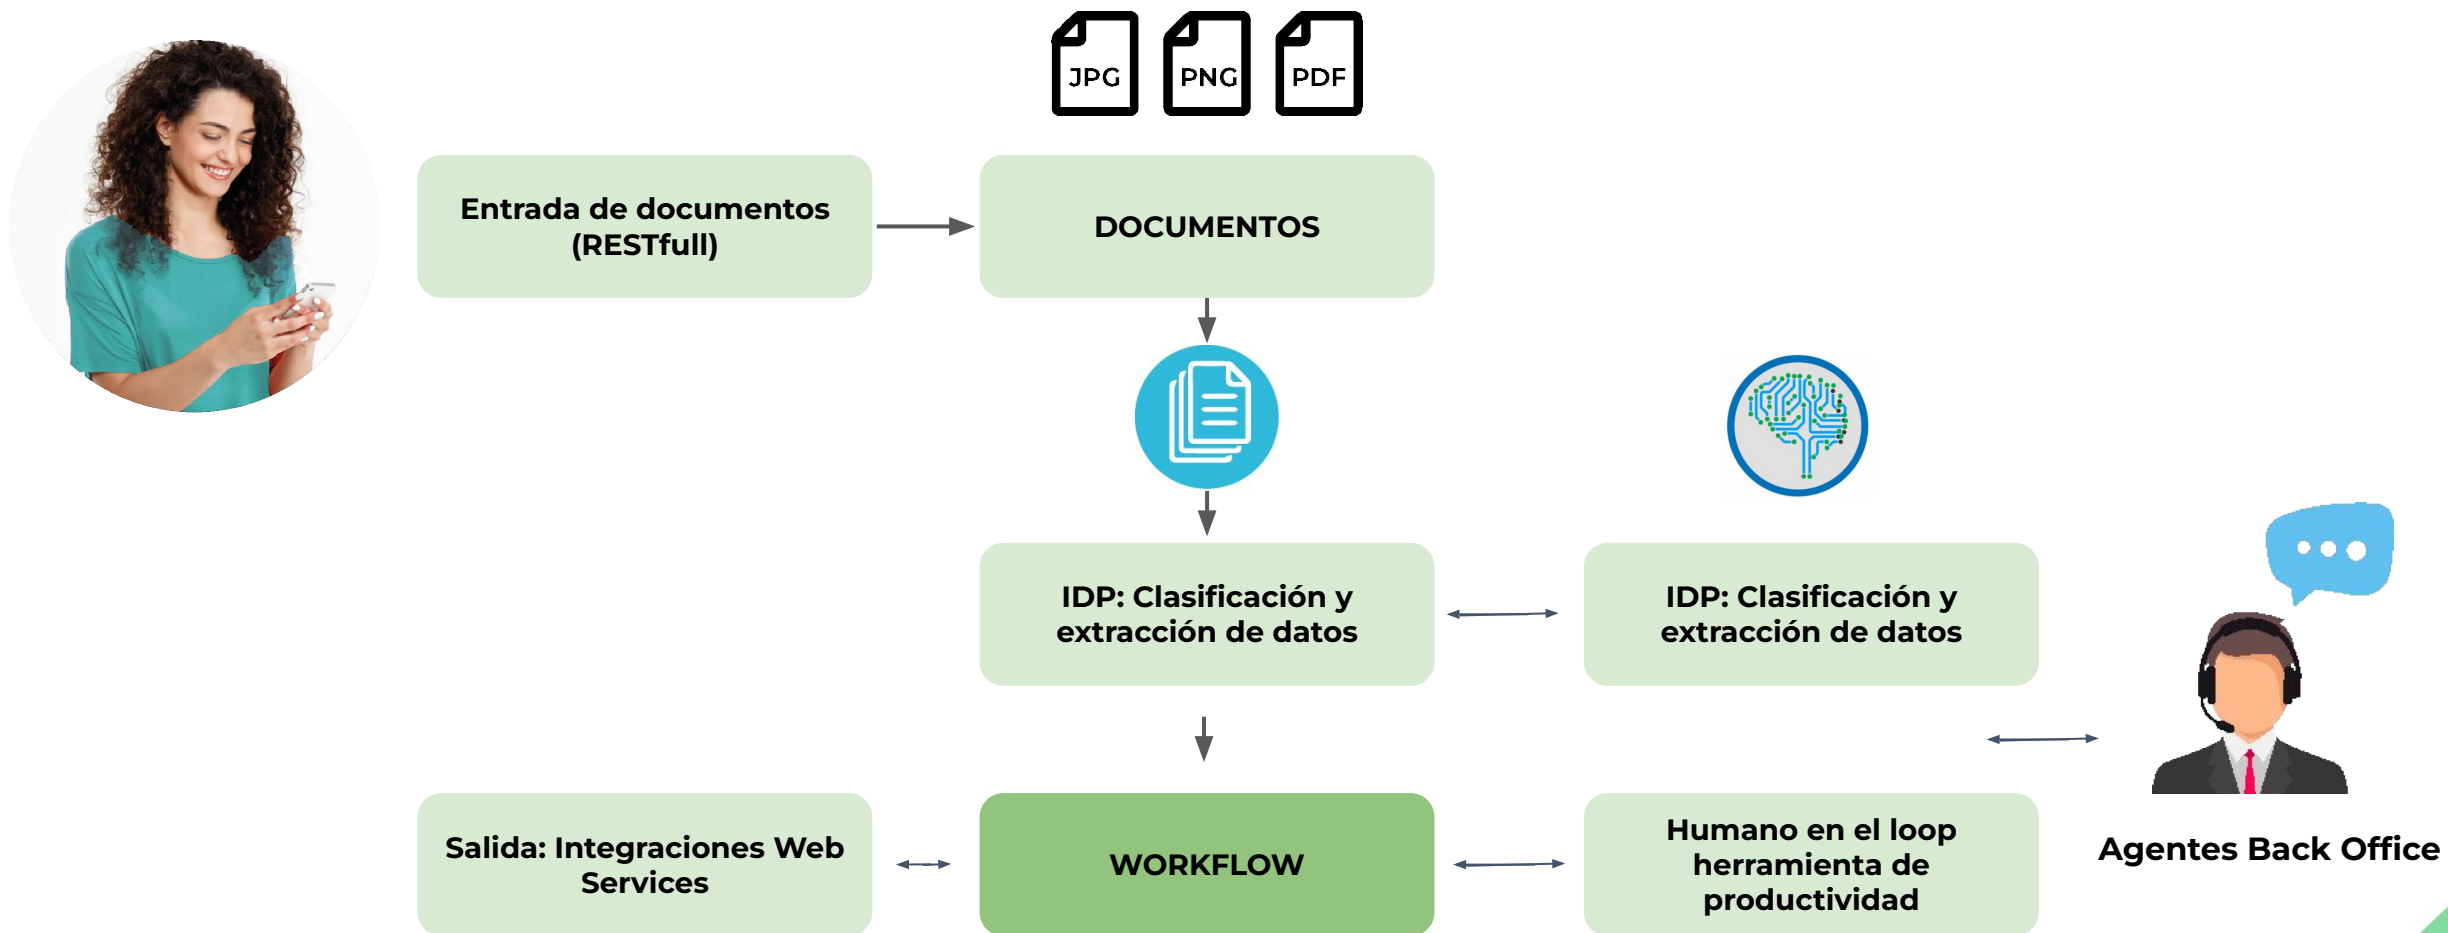 JPG PNG PDF
Entrada de documentos
(RESTfull)
DOCUMENTOS
IDP: Clasificación y
extracción de datos
IDP: Clasificación y
extracción de datos
Salida: Integraciones Web
Services
WORKFLOW
Humano en el loop
herramienta de
productividad
Agentes Back Office